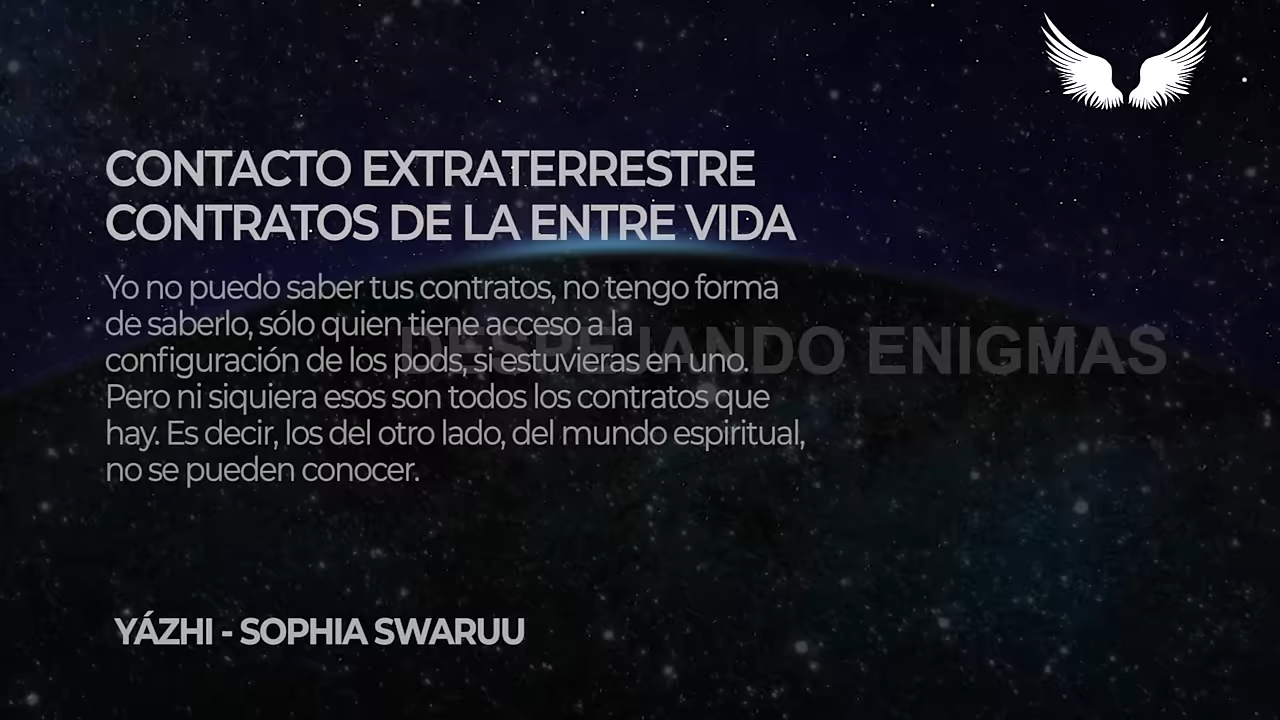 CONTACTO EXTRATERRESTRE
CONTRATOS DE LA ENTRE VIDA
Yo no puedo saber tus contratos, no tengo forma
de saberlo, sólo quien tiene acceso a la
configuración de los pods, si estuvieras en uno.
Pero ni siquiera esos son todos los contratos que
hay. Es decir, los del otro lado, del mundo espiritual,
no se pueden conocer.
DESPEJANDO ENIGMAS
YÁZHI - SOPHIA SWARUU